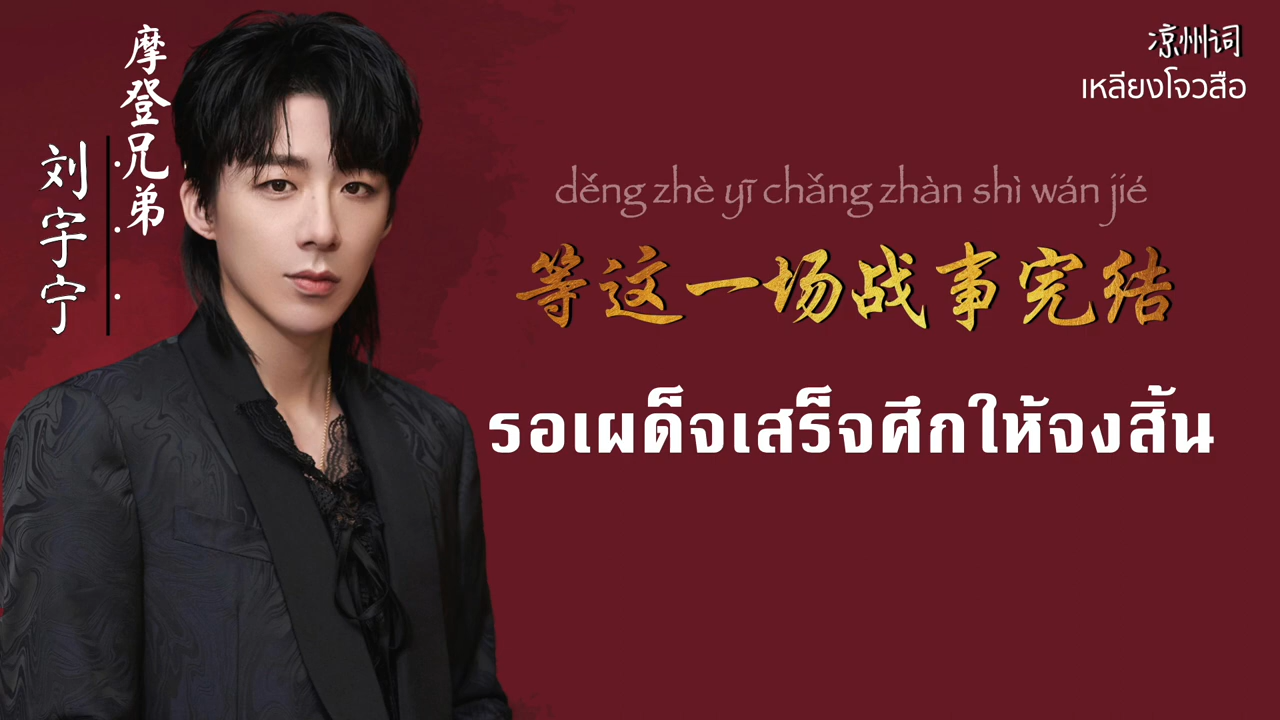 摩登兄弟
刘宇宁
凉州词
เหลียงโจวสือ
děng zhè yī chǎng zhàn shì wán jié
等这一场战事完结
รอเผด็จเสร็จศึกให้จงสิ้น